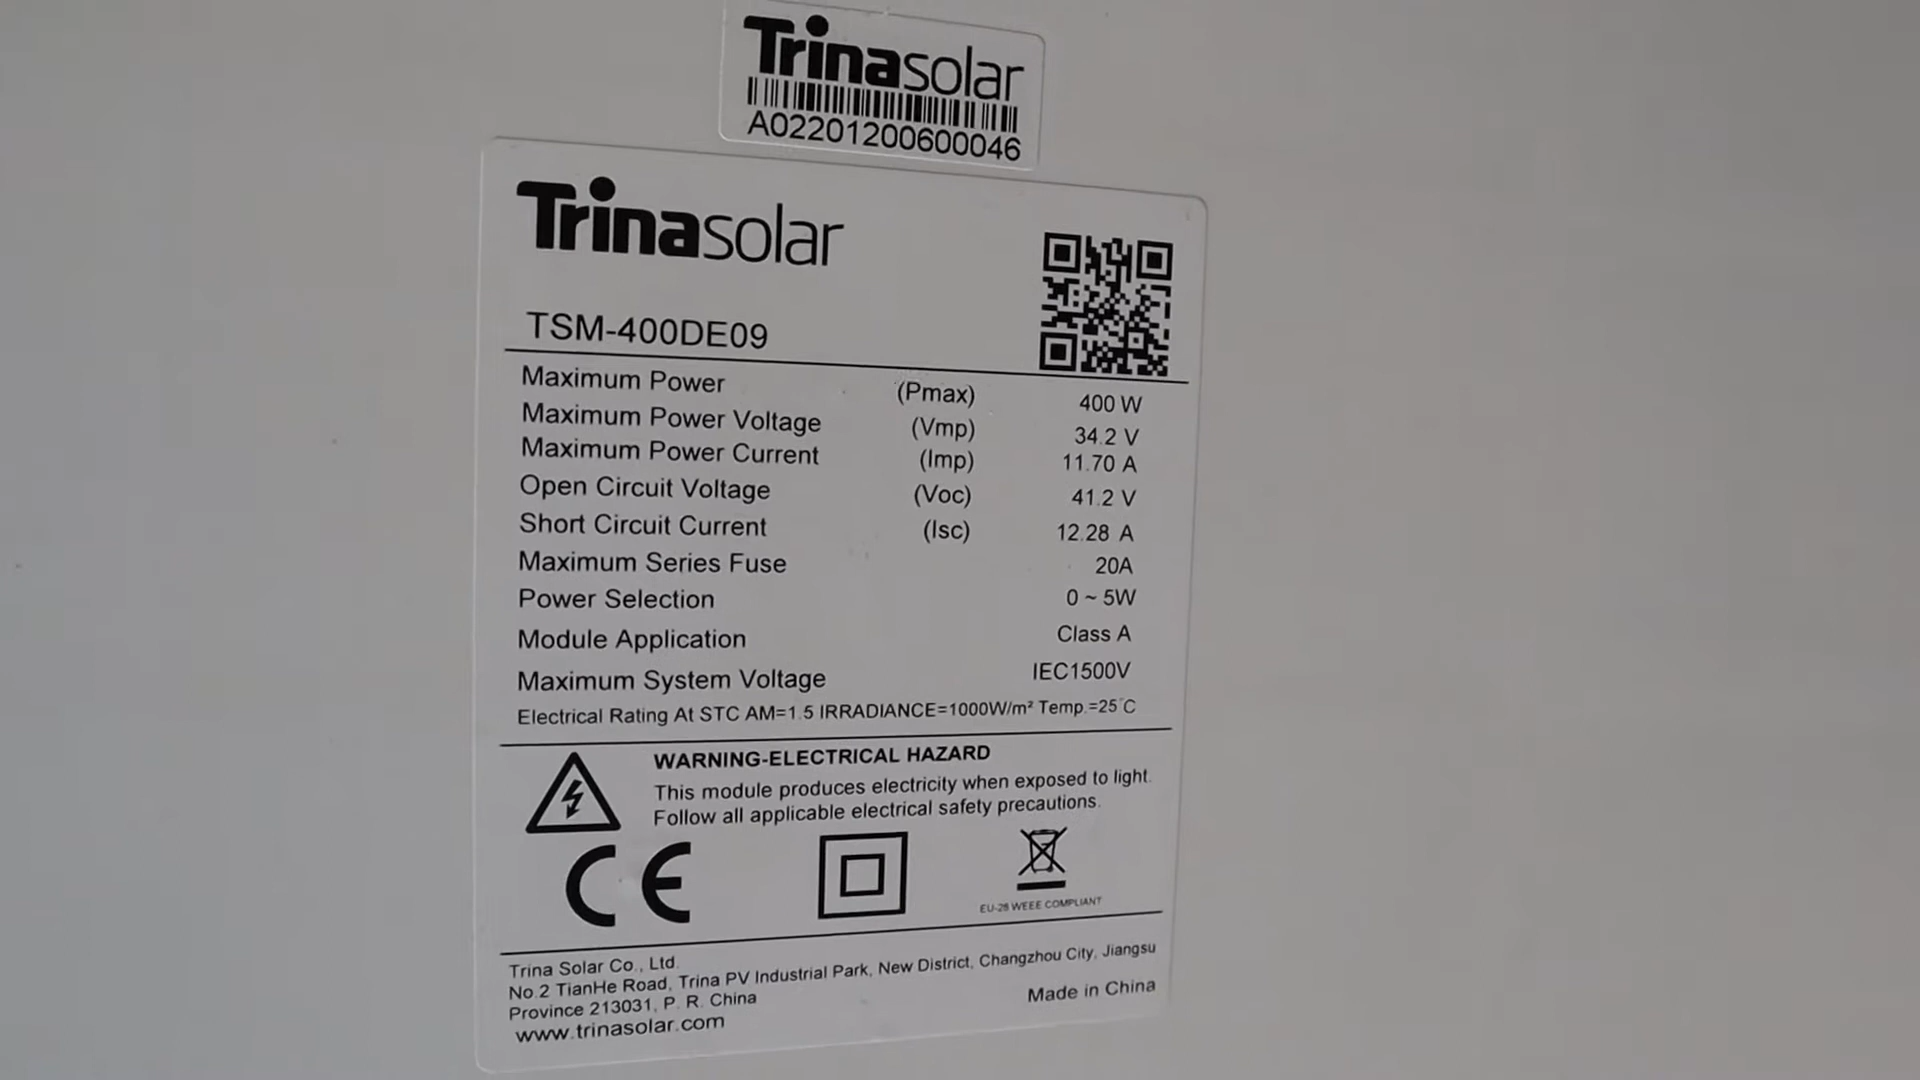 Trinasolar
A02201200600046
Trinasolar
TSM-400DE09
Maximum Power (Pmax) 400 W
Maximum Power Voltage (Vmp) 34.2 V
Maximum Power Current (Imp) 11.70 A
Open Circuit Voltage (Voc) 41.2 V
Short Circuit Current (Isc) 12.28 A
Maximum Series Fuse 20A
Power Selection 0 ~ 5W
Module Application Class A
Maximum System Voltage IEC1500V
Electrical Rating At STC AM=1.5 IRRADIANCE=1000W/m² Temp.=25°C
WARNING-ELECTRICAL HAZARD
This module produces electricity when exposed to light.
Follow all applicable electrical safety precautions.
CE
EU-28 WEEE COMPLIANT
Trina Solar Co., Ltd.
No.2 TianHe Road, Trina PV Industrial Park, New District, Changzhou City, Jiangsu
Province 213031, P. R. China
Made in China
www.trinasolar.com